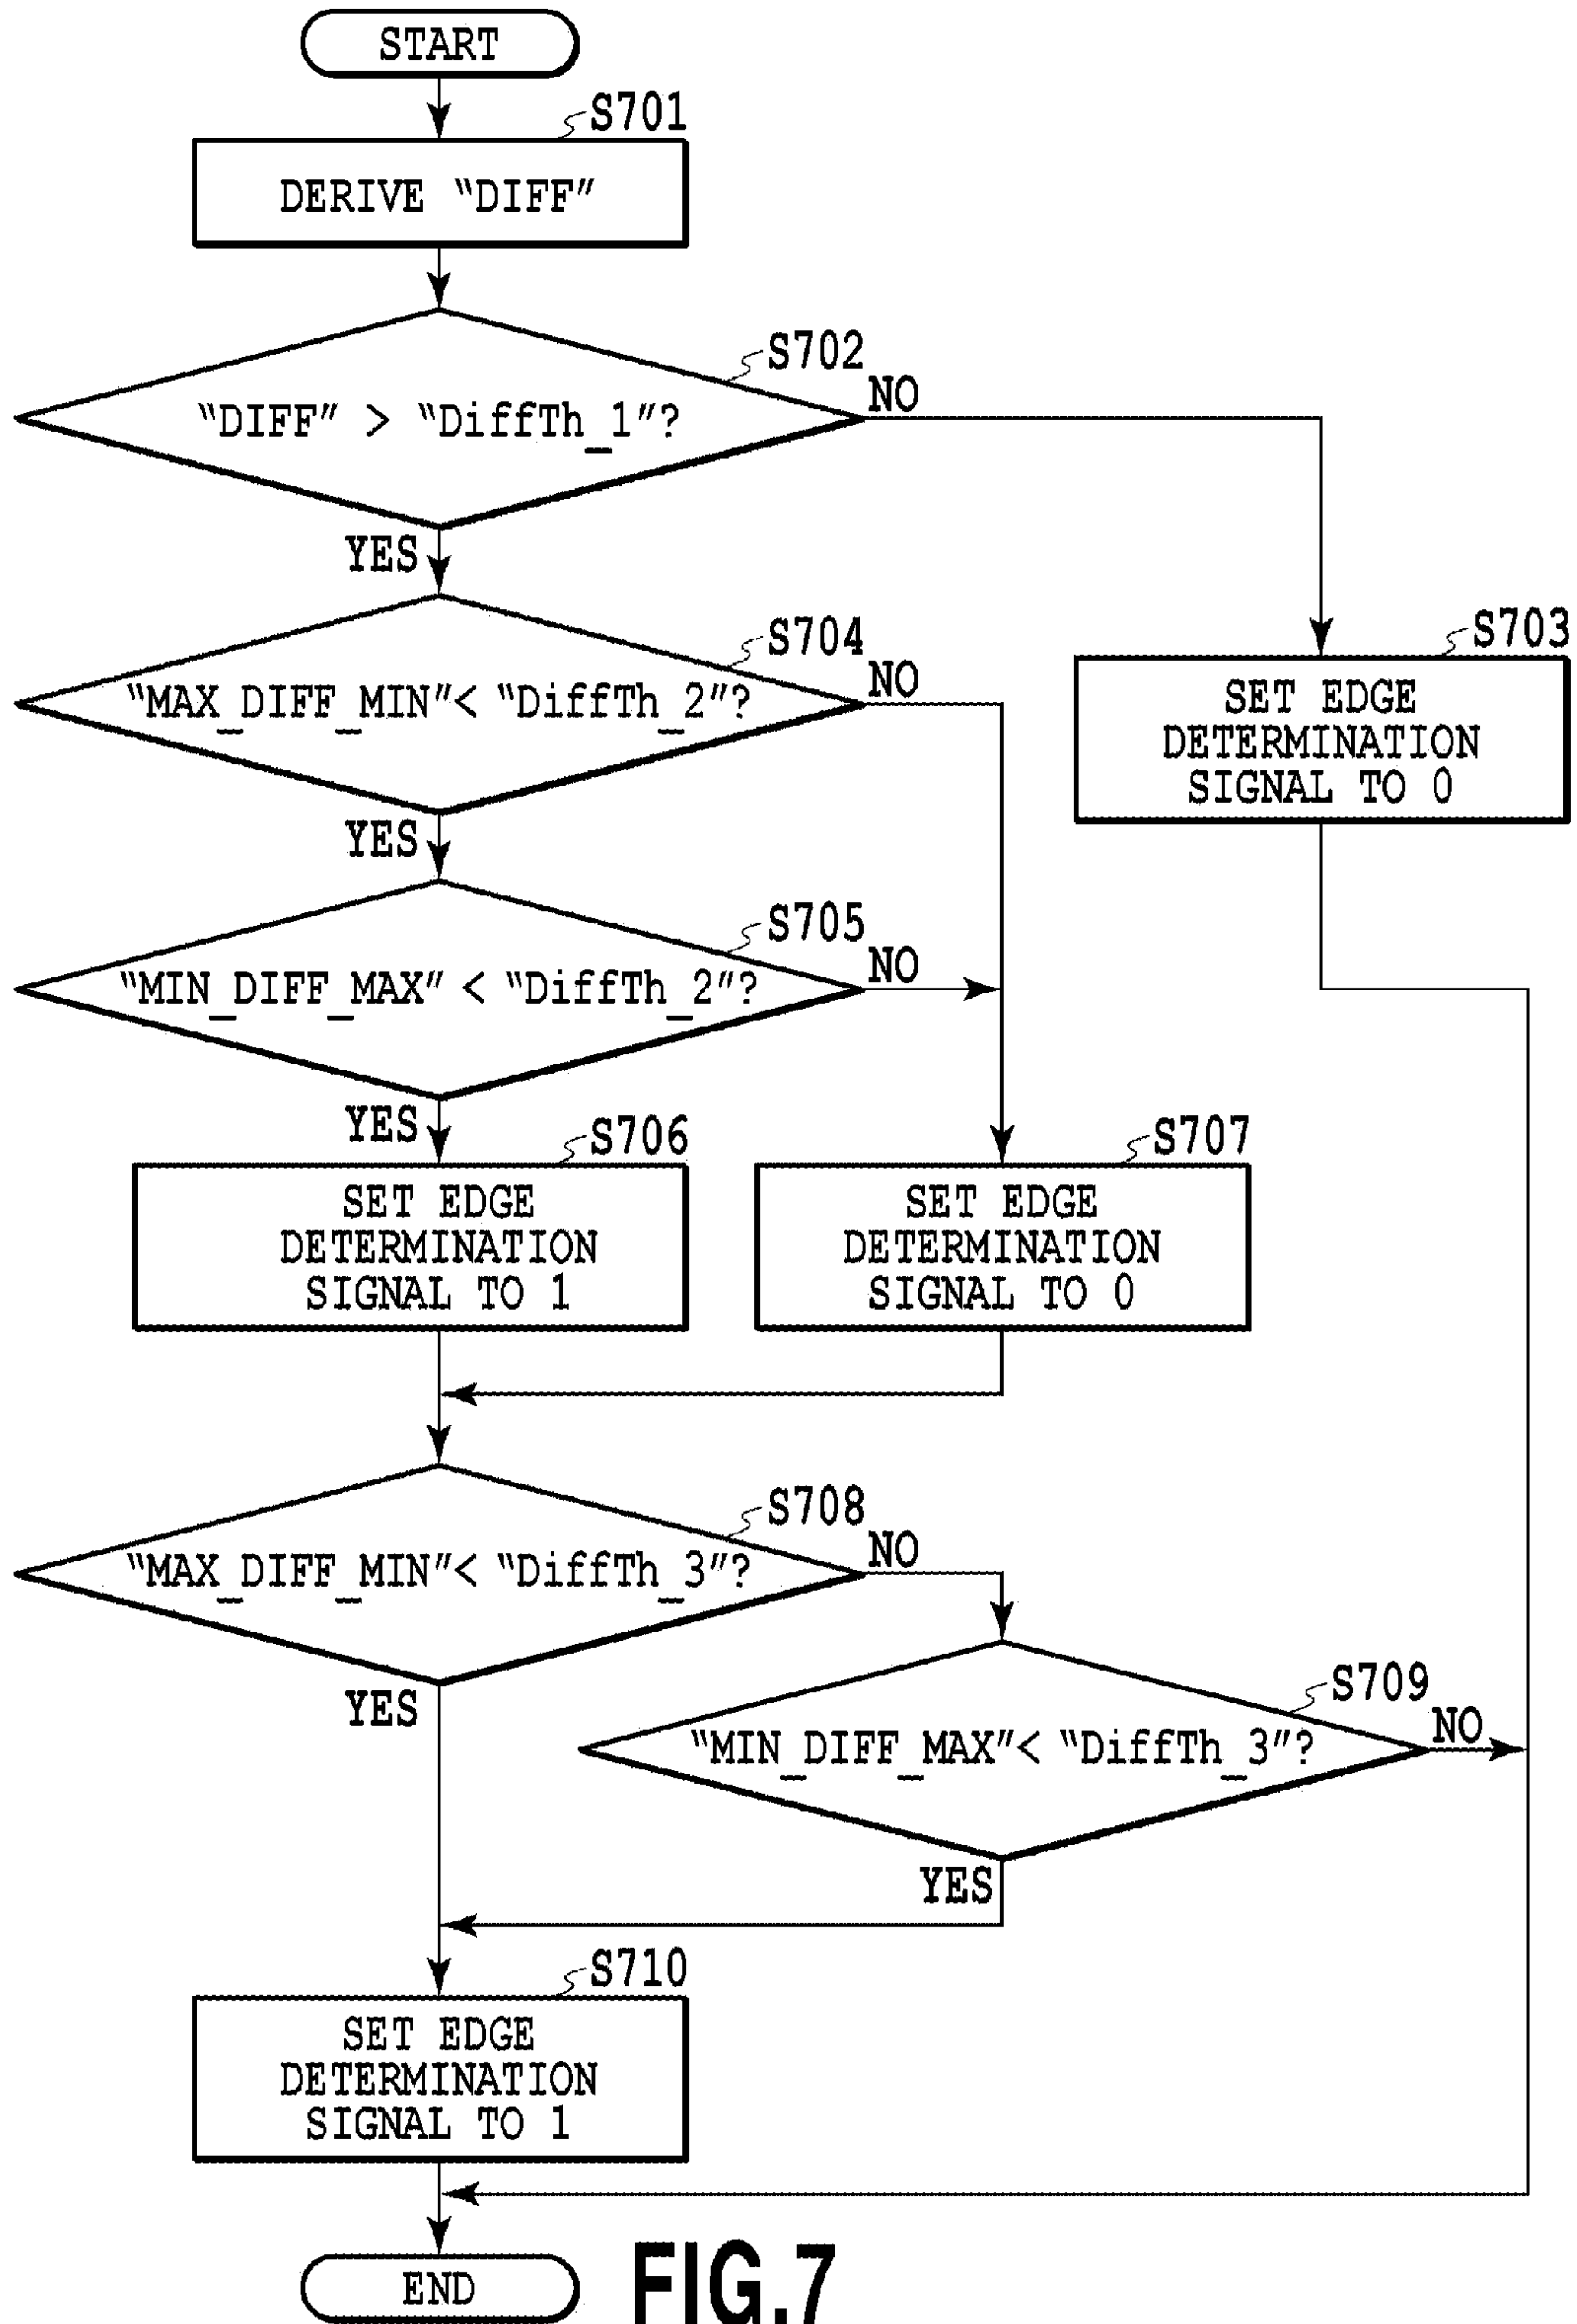 START
S701
DERIVE “DIFF”
S702
“DIFF” > “DiffTh_1”?
NO
YES
S704
“MAX_DIFF_MIN”< “DiffTh_2”?
NO
S703
SET EDGE
DETERMINATION
SIGNAL TO 0
YES
S705
“MIN_DIFF_MAX” < “DiffTh_2”?
NO
YES
S706
SET EDGE
DETERMINATION
SIGNAL TO 1
S707
SET EDGE
DETERMINATION
SIGNAL TO 0
S708
“MAX_DIFF_MIN”< “DiffTh_3”?
NO
YES
S709
“MIN_DIFF_MAX”< “DiffTh_3”?
NO
YES
S710
SET EDGE
DETERMINATION
SIGNAL TO 1
END
FIG.7